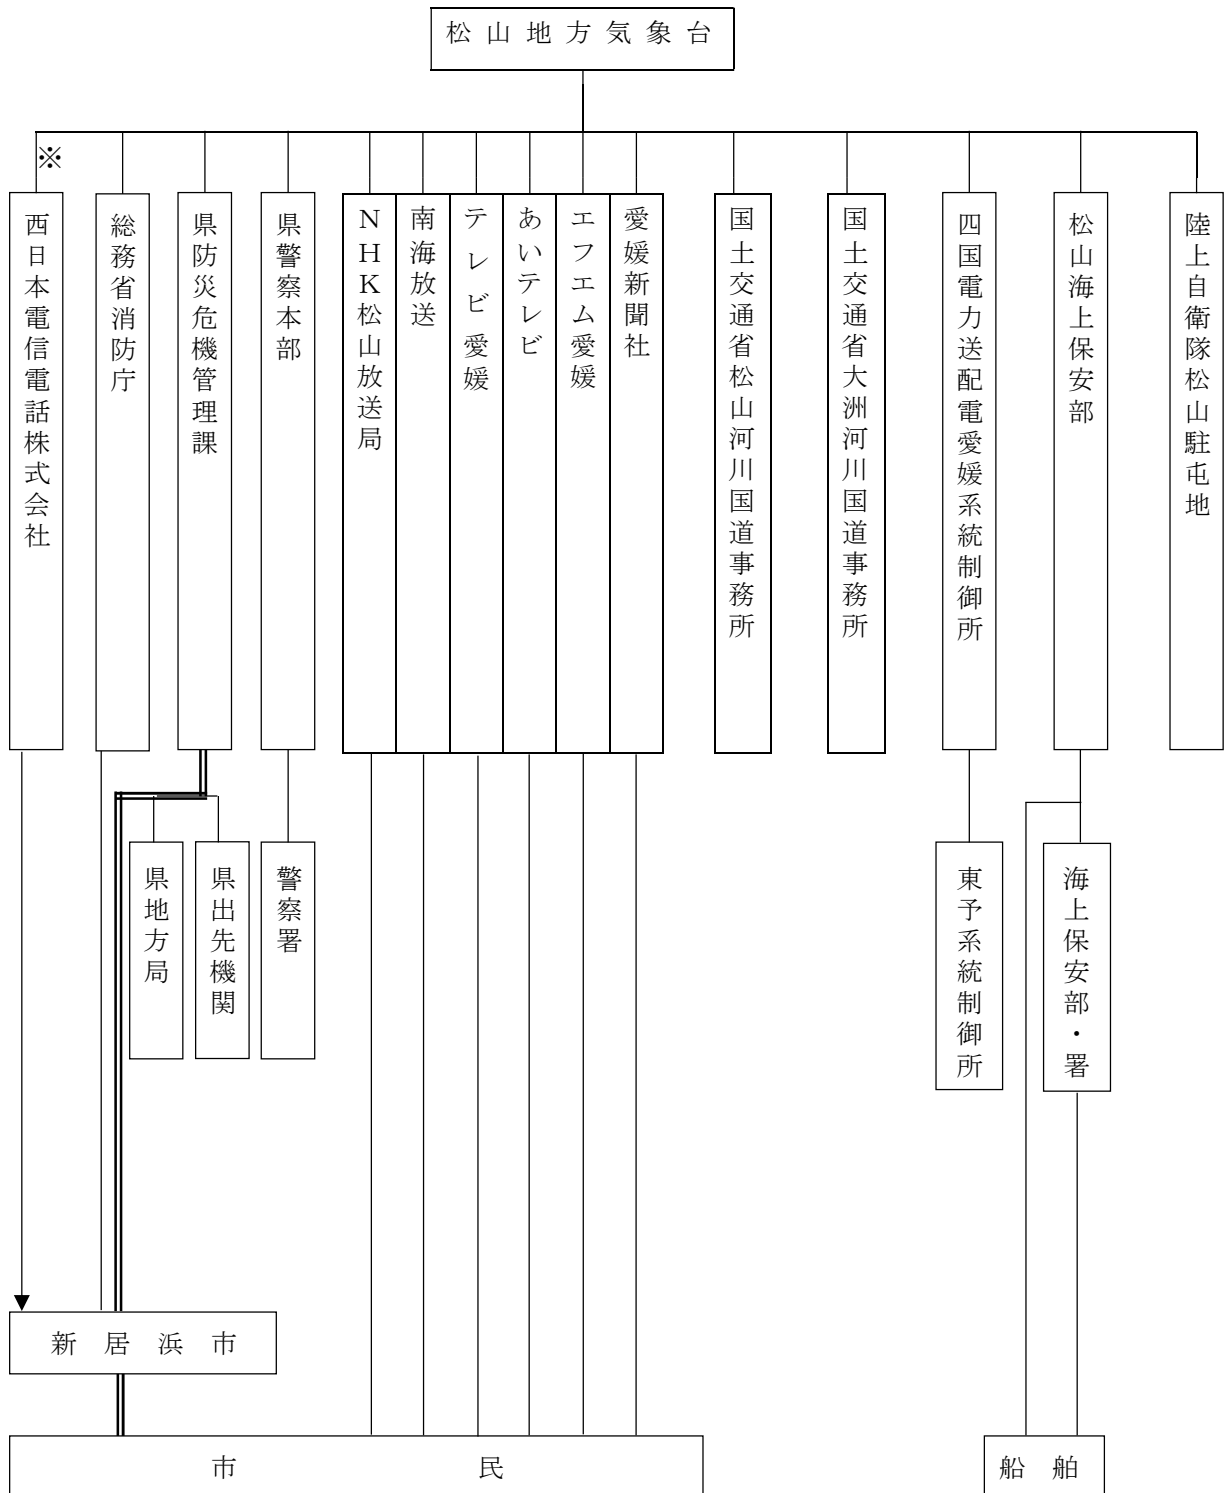 松山地方気象台
※
西日本電信電話株式会社
総務省消防庁
県防災危機管理課
県警察本部
NHK松山放送局
南海放送
テレビ愛媛
あいテレビ
エフエム愛媛
愛媛新聞社
国土交通省松山河川国道事務所
国土交通省大洲河川国道事務所
四国電力送配電愛媛系統制御所
松山海上保安部
陸上自衛隊松山駐屯地
県地方局
県出先機関
警察署
東予系統制御所
海上保安部・署
新居浜市
市民
船舶